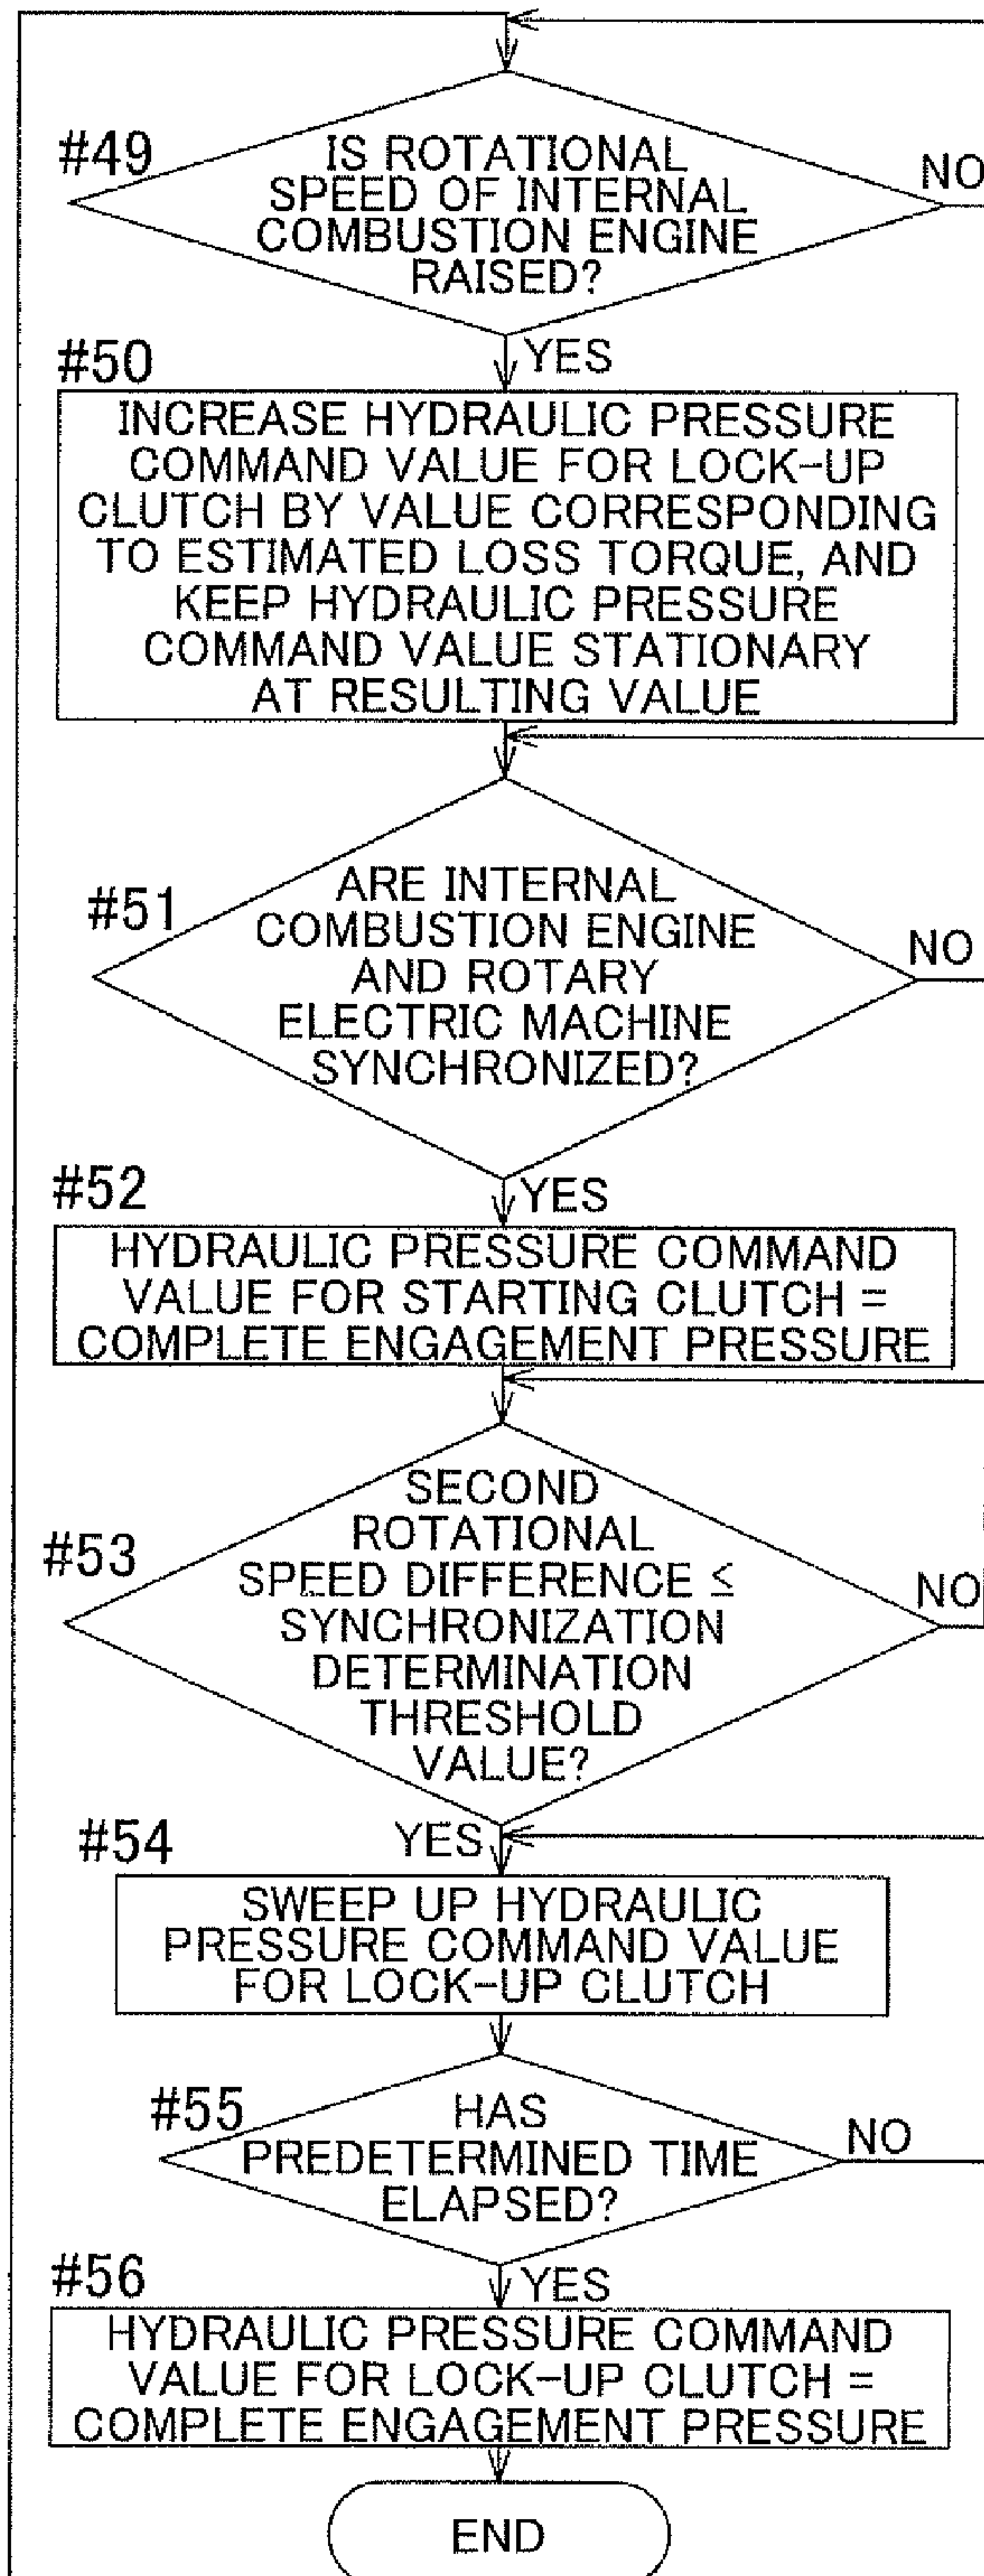 #49
IS ROTATIONAL
SPEED OF INTERNAL
COMBUSTION ENGINE
RAISED?
NO
YES
#50
INCREASE HYDRAULIC PRESSURE
COMMAND VALUE FOR LOCK-UP
CLUTCH BY VALUE CORRESPONDING
TO ESTIMATED LOSS TORQUE, AND
KEEP HYDRAULIC PRESSURE
COMMAND VALUE STATIONARY
AT RESULTING VALUE
#51
ARE INTERNAL
COMBUSTION ENGINE
AND ROTARY
ELECTRIC MACHINE
SYNCHRONIZED?
NO
YES
#52
HYDRAULIC PRESSURE COMMAND
VALUE FOR STARTING CLUTCH =
COMPLETE ENGAGEMENT PRESSURE
#53
SECOND
ROTATIONAL
SPEED DIFFERENCE ≤
SYNCHRONIZATION
DETERMINATION
THRESHOLD
VALUE?
NO
YES
#54
SWEEP UP HYDRAULIC
PRESSURE COMMAND VALUE
FOR LOCK-UP CLUTCH
#55
HAS
PREDETERMINED TIME
ELAPSED?
NO
YES
#56
HYDRAULIC PRESSURE COMMAND
VALUE FOR LOCK-UP CLUTCH =
COMPLETE ENGAGEMENT PRESSURE
END